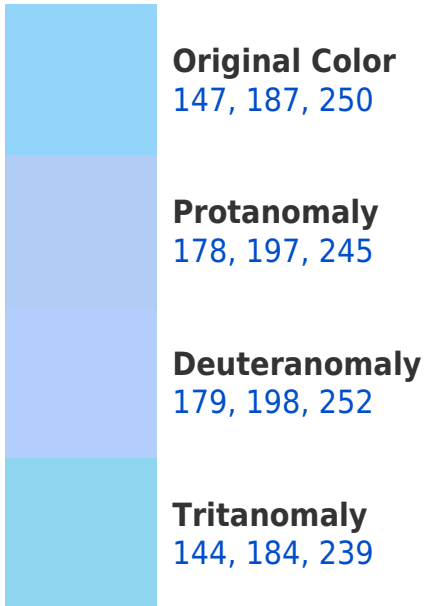 Original Color
147, 187, 250
Protanomaly
178, 197, 245
Deuteranomaly
179, 198, 252
Tritanomaly
144, 184, 239